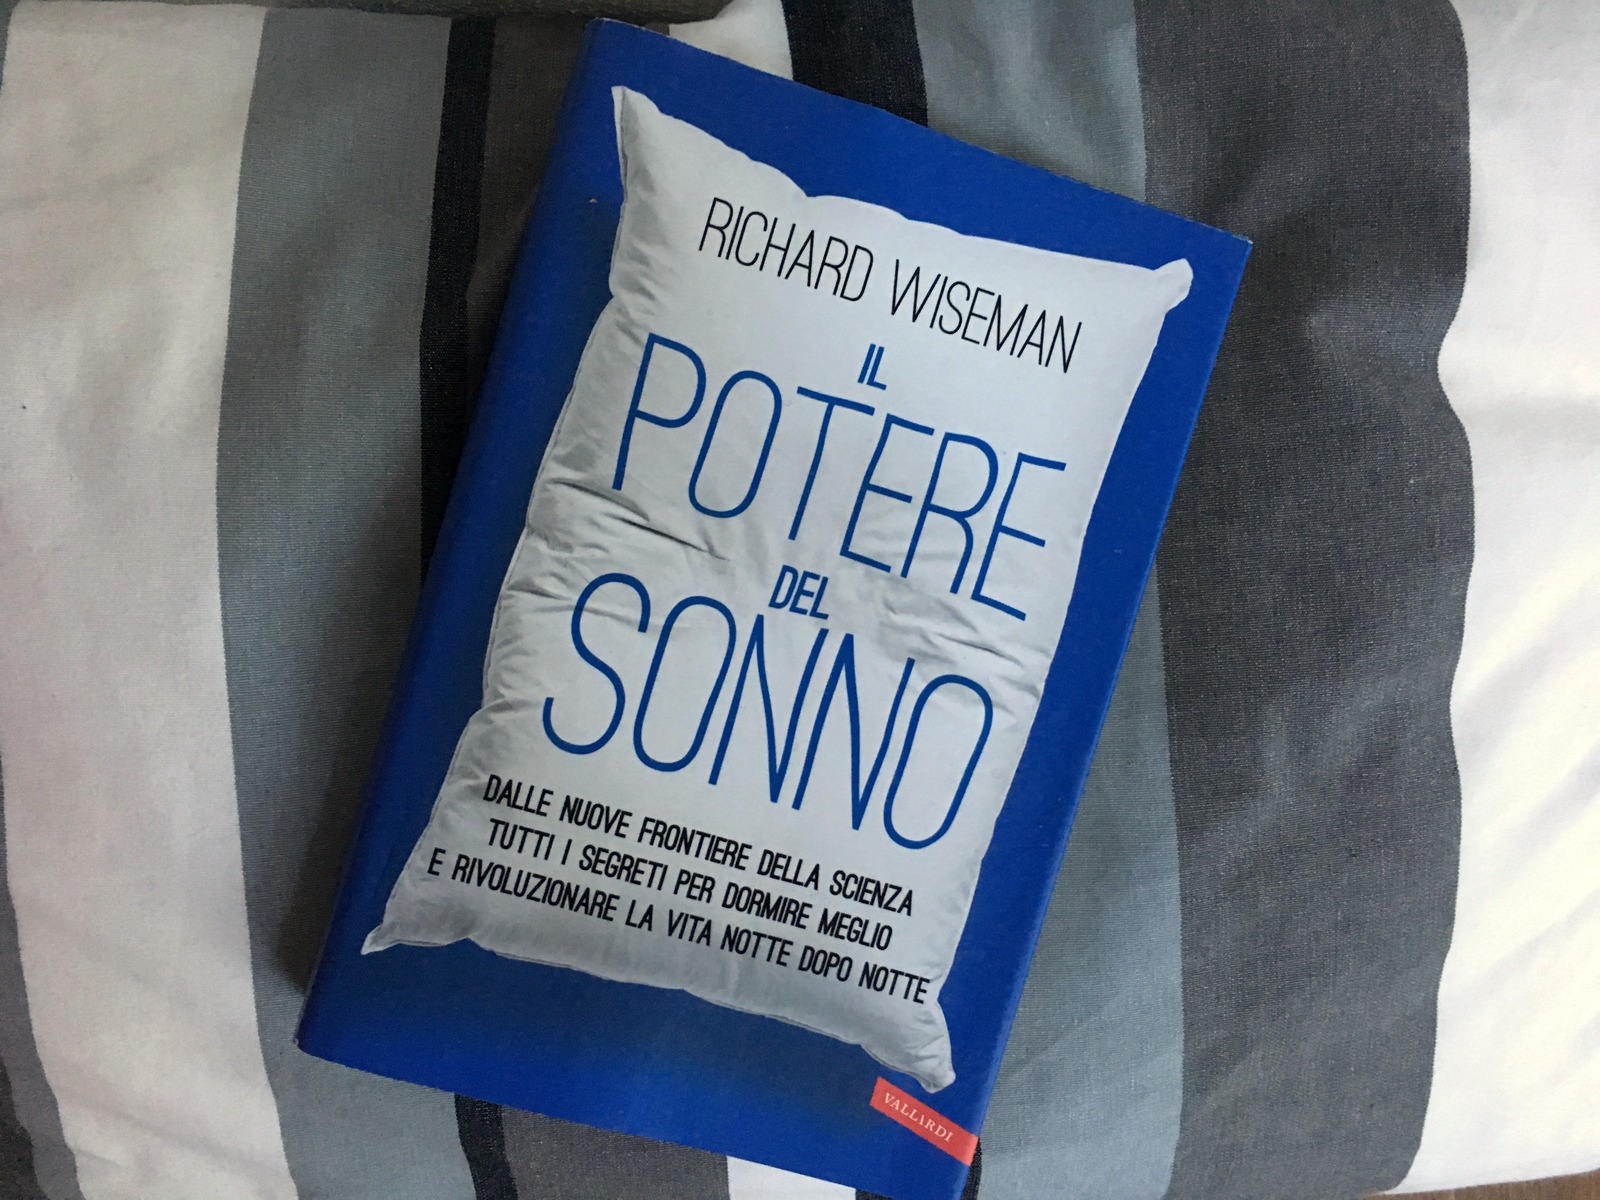 RICHARD WISEMAN
IL
POTERE
DEL
SONNO
DALLE NUOVE FRONTIERE DELLA SCIENZA
TUTTI I SEGRETI PER DORMIRE MEGLIO
E RIVOLUZIONARE LA VITA NOTTE DOPO NOTTE
VALLARDI